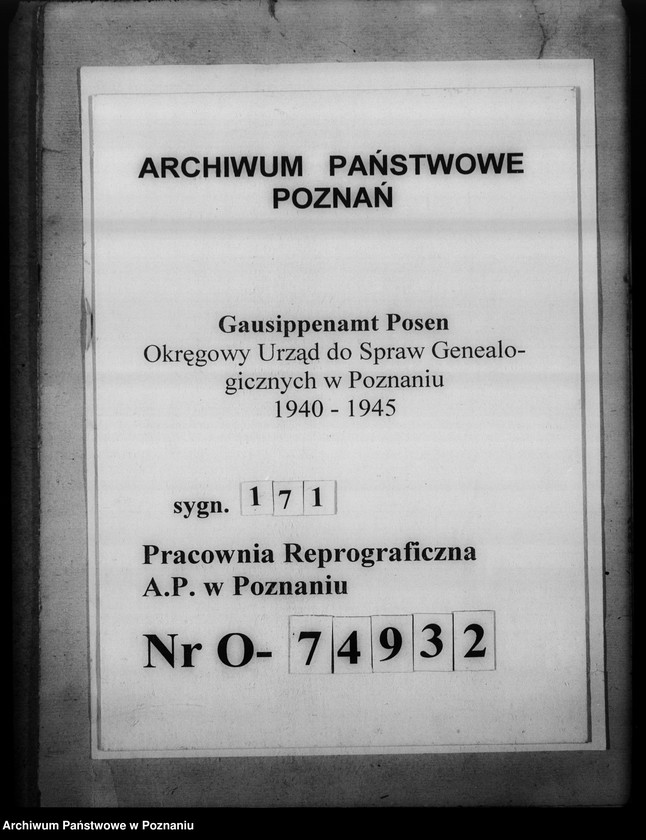 ARCHIWUM PAŃSTWOWE
POZNAŃ
Gausippenamt Posen
Okręgowy Urząd do Spraw Genealo-
gicznych w Poznaniu
1940 - 1945
sygn. 171
Pracownia Reprograficzna
A.P. w Poznaniu
Nr O- 74932
Archiwum Państwowe w Poznaniu